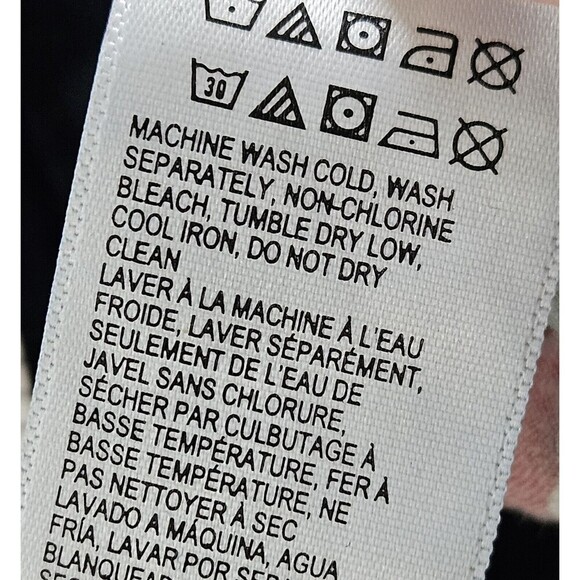 30
MACHINE WASH COLD, WASH
SEPARATELY, NON-CHLORINE
BLEACH, TUMBLE DRY LOW,
COOL IRON, DO NOT DRY
CLEAN
LAVER À LA MACHINE À L'EAU
FROIDE, LAVER SÉPARÉMENT,
SEULEMENT DE L'EAU DE
JAVEL SANS CHLORURE,
SÉCHER PAR CULBUTAGE À
BASSE TEMPÉRATURE, FER À
BASSE TEMPÉRATURE, NE
PAS NETTOYER À SEC
LAVADO A MÁQUINA, AGUA
FRÍA, LAVAR POR